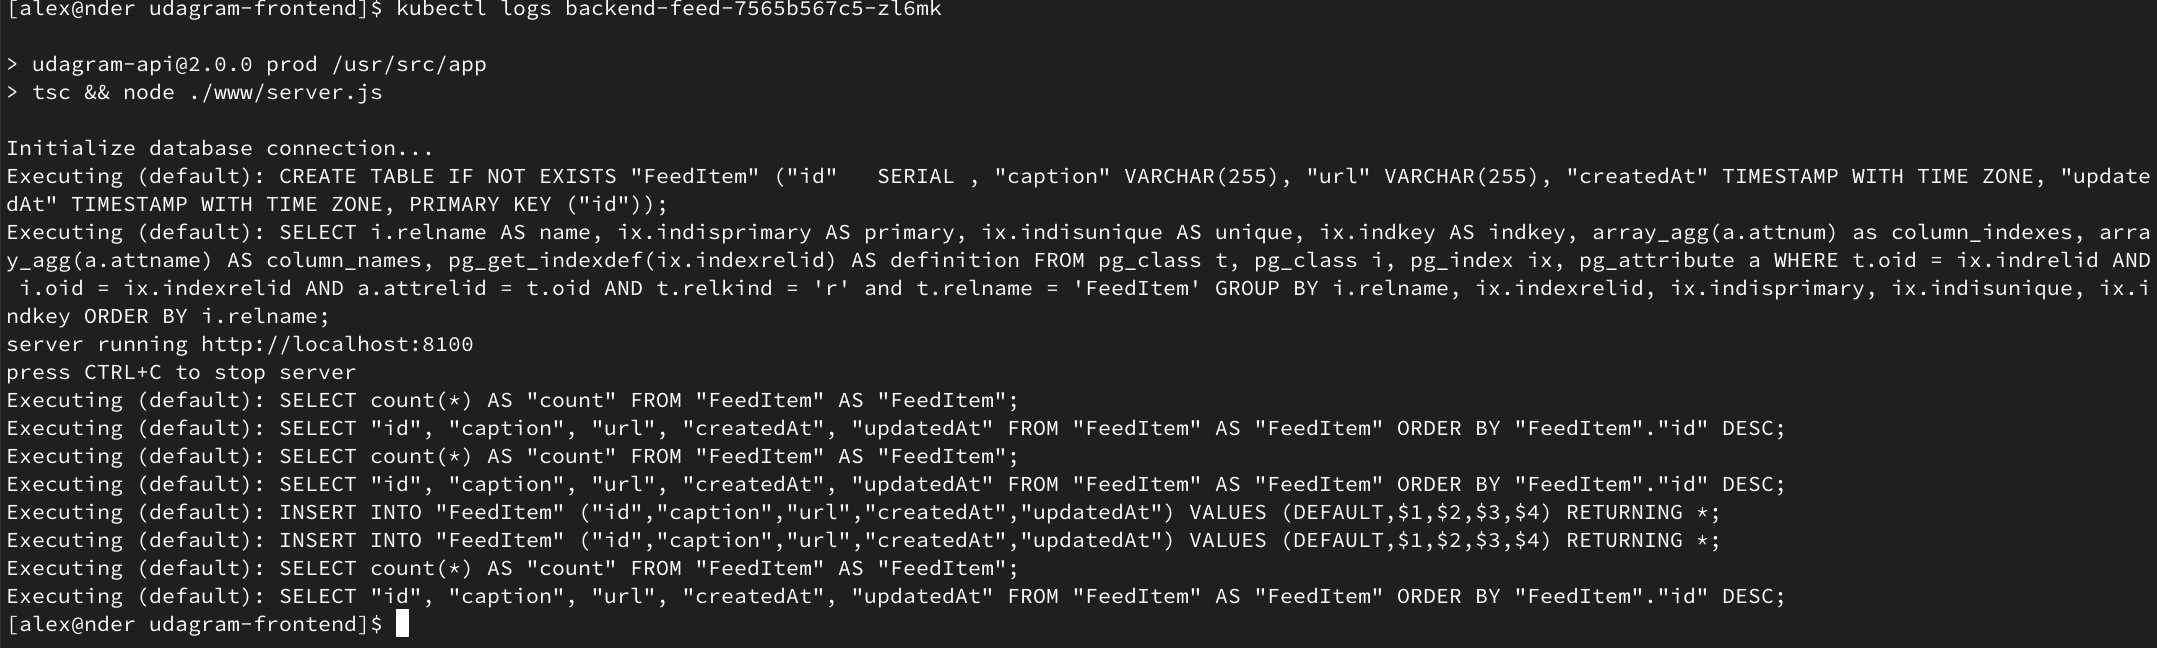 [alex@nder udagram-frontend]$ kubectl logs backend-feed-7565b567c5-zl6mk
> udagram-api@2.0.0 prod /usr/src/app
> tsc && node ./www/server.js
Initialize database connection...
Executing (default): CREATE TABLE IF NOT EXISTS "FeedItem" ("id"   SERIAL , "caption" VARCHAR(255), "url" VARCHAR(255), "createdAt" TIMESTAMP WITH TIME ZONE, "update
dAt" TIMESTAMP WITH TIME ZONE, PRIMARY KEY ("id"));
Executing (default): SELECT i.relname AS name, ix.indisprimary AS primary, ix.indisunique AS unique, ix.indkey AS indkey, array_agg(a.attnum) as column_indexes, arra
y_agg(a.attname) AS column_names, pg_get_indexdef(ix.indexrelid) AS definition FROM pg_class t, pg_class i, pg_index ix, pg_attribute a WHERE t.oid = ix.indrelid AND
 i.oid = ix.indexrelid AND a.attrelid = t.oid AND t.relkind = 'r' and t.relname = 'FeedItem' GROUP BY i.relname, ix.indexrelid, ix.indisprimary, ix.indisunique, ix.i
ndkey ORDER BY i.relname;
server running http://localhost:8100
press CTRL+C to stop server
Executing (default): SELECT count(*) AS "count" FROM "FeedItem" AS "FeedItem";
Executing (default): SELECT "id", "caption", "url", "createdAt", "updatedAt" FROM "FeedItem" AS "FeedItem" ORDER BY "FeedItem"."id" DESC;
Executing (default): SELECT count(*) AS "count" FROM "FeedItem" AS "FeedItem";
Executing (default): SELECT "id", "caption", "url", "createdAt", "updatedAt" FROM "FeedItem" AS "FeedItem" ORDER BY "FeedItem"."id" DESC;
Executing (default): INSERT INTO "FeedItem" ("id","caption","url","createdAt","updatedAt") VALUES (DEFAULT,$1,$2,$3,$4) RETURNING *;
Executing (default): INSERT INTO "FeedItem" ("id","caption","url","createdAt","updatedAt") VALUES (DEFAULT,$1,$2,$3,$4) RETURNING *;
Executing (default): SELECT count(*) AS "count" FROM "FeedItem" AS "FeedItem";
Executing (default): SELECT "id", "caption", "url", "createdAt", "updatedAt" FROM "FeedItem" AS "FeedItem" ORDER BY "FeedItem"."id" DESC;
[alex@nder udagram-frontend]$